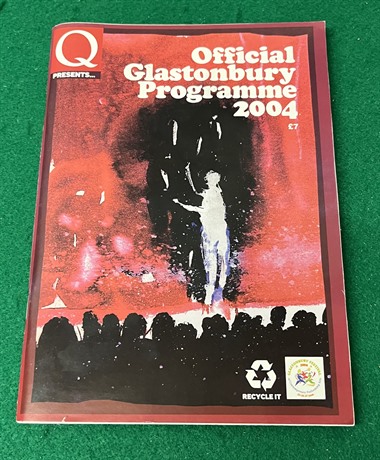 Q
PRESENTS...
Official
Glastonbury
Programme
2004
£7
RECYCLE IT